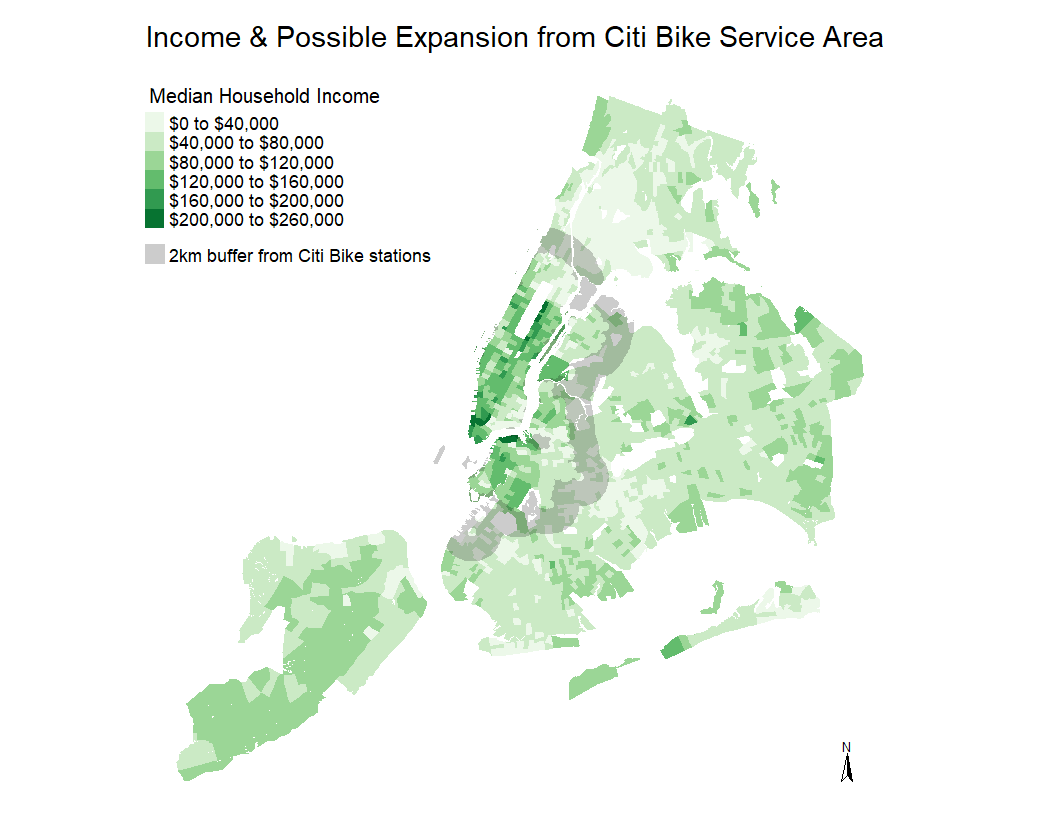 Income & Possible Expansion from Citi Bike Service Area
Median Household Income
$0 to $40,000
$40,000 to $80,000
$80,000 to $120,000
$120,000 to $160,000
$160,000 to $200,000
$200,000 to $260,000
2km buffer from Citi Bike stations
N